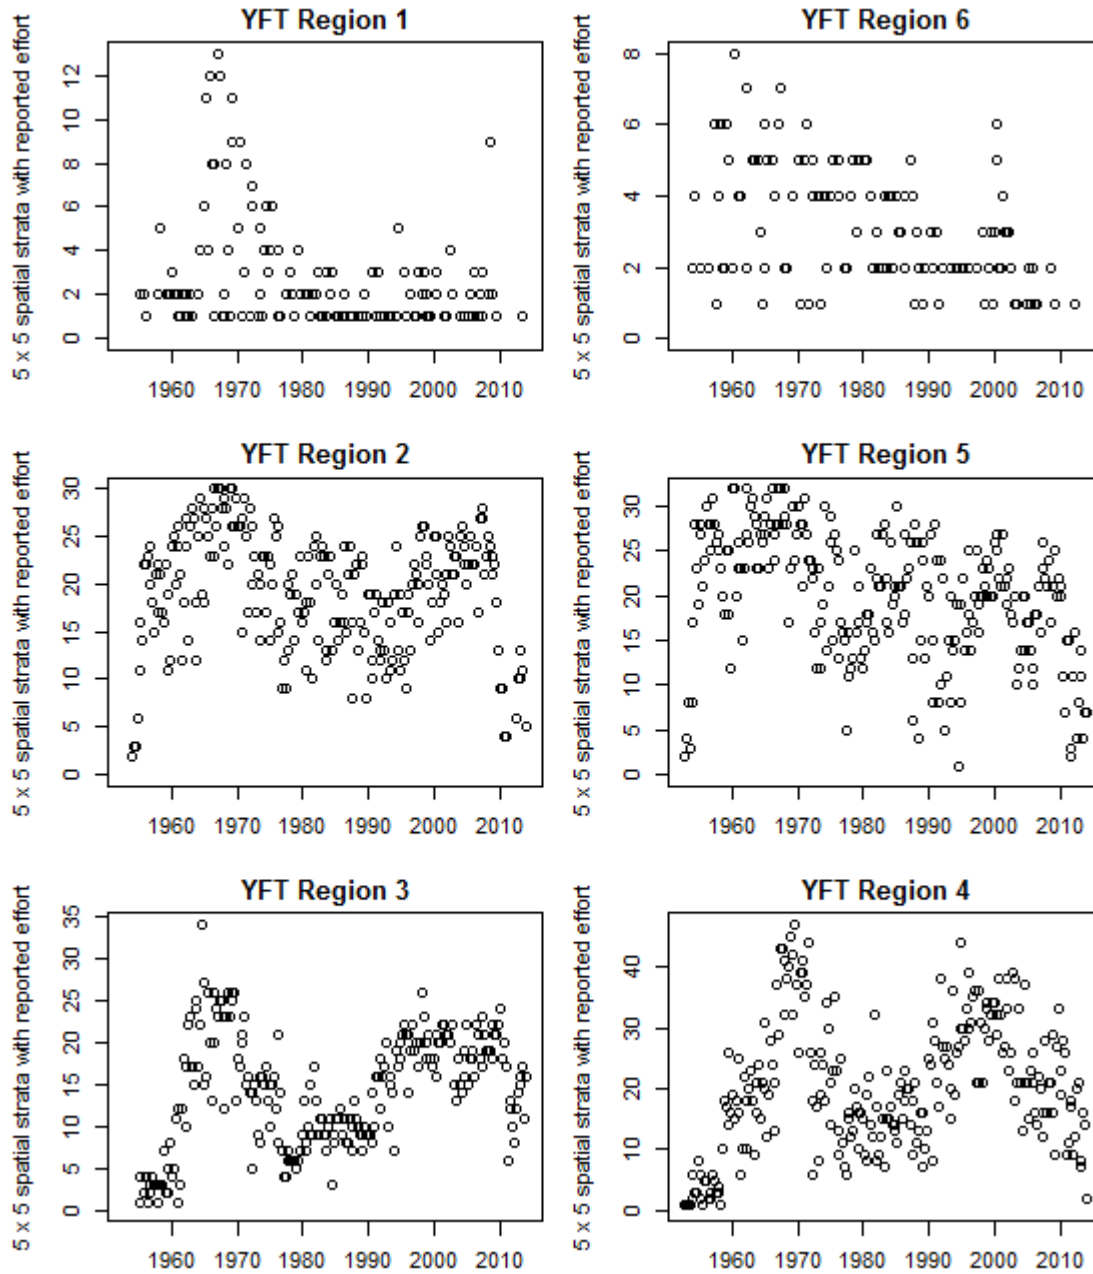 YFT Region 1
5 x 5 spatial strata with reported effort
0 2 4 6 8 10 12
1960 1970 1980 1990 2000 2010
YFT Region 6
5 x 5 spatial strata with reported effort
0 2 4 6 8
1960 1970 1980 1990 2000 2010
YFT Region 2
5 x 5 spatial strata with reported effort
0 5 10 15 20 25 30
1960 1970 1980 1990 2000 2010
YFT Region 5
5 x 5 spatial strata with reported effort
0 5 10 15 20 25 30
1960 1970 1980 1990 2000 2010
YFT Region 3
5 x 5 spatial strata with reported effort
0 5 10 15 20 25 30 35
1960 1970 1980 1990 2000 2010
YFT Region 4
5 x 5 spatial strata with reported effort
0 10 20 30 40
1960 1970 1980 1990 2000 2010